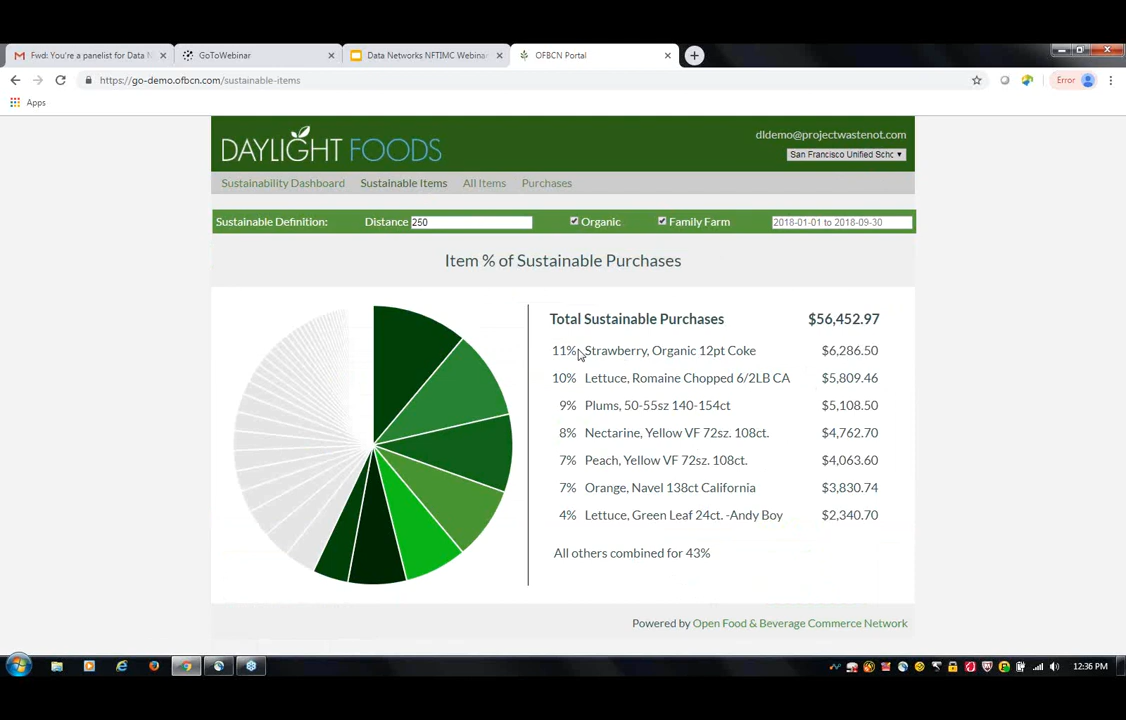 Fwd: You're a panelist for Data N
GoToWebinar
Data Networks NFTIMC Webinar
OFBCN Portal
https://go-demo.ofbcn.com/sustainable-items
Error
Apps
DAYLIGHT FOODS
dldemo@projectwastenot.com
San Francisco Unified Scho
Sustainability Dashboard Sustainable Items All Items Purchases
Sustainable Definition: Distance 250 Organic Family Farm 2018-01-01 to 2018-09-30
Item % of Sustainable Purchases
Total Sustainable Purchases $56,452.97
11% Strawberry, Organic 12pt Coke $6,286.50
10% Lettuce, Romaine Chopped 6/2LB CA $5,809.46
9% Plums, 50-55sz 140-154ct $5,108.50
8% Nectarine, Yellow VF 72sz. 108ct. $4,762.70
7% Peach, Yellow VF 72sz. 108ct. $4,063.60
7% Orange, Navel 138ct California $3,830.74
4% Lettuce, Green Leaf 24ct. -Andy Boy $2,340.70
All others combined for 43%
Powered by Open Food & Beverage Commerce Network
12:36 PM